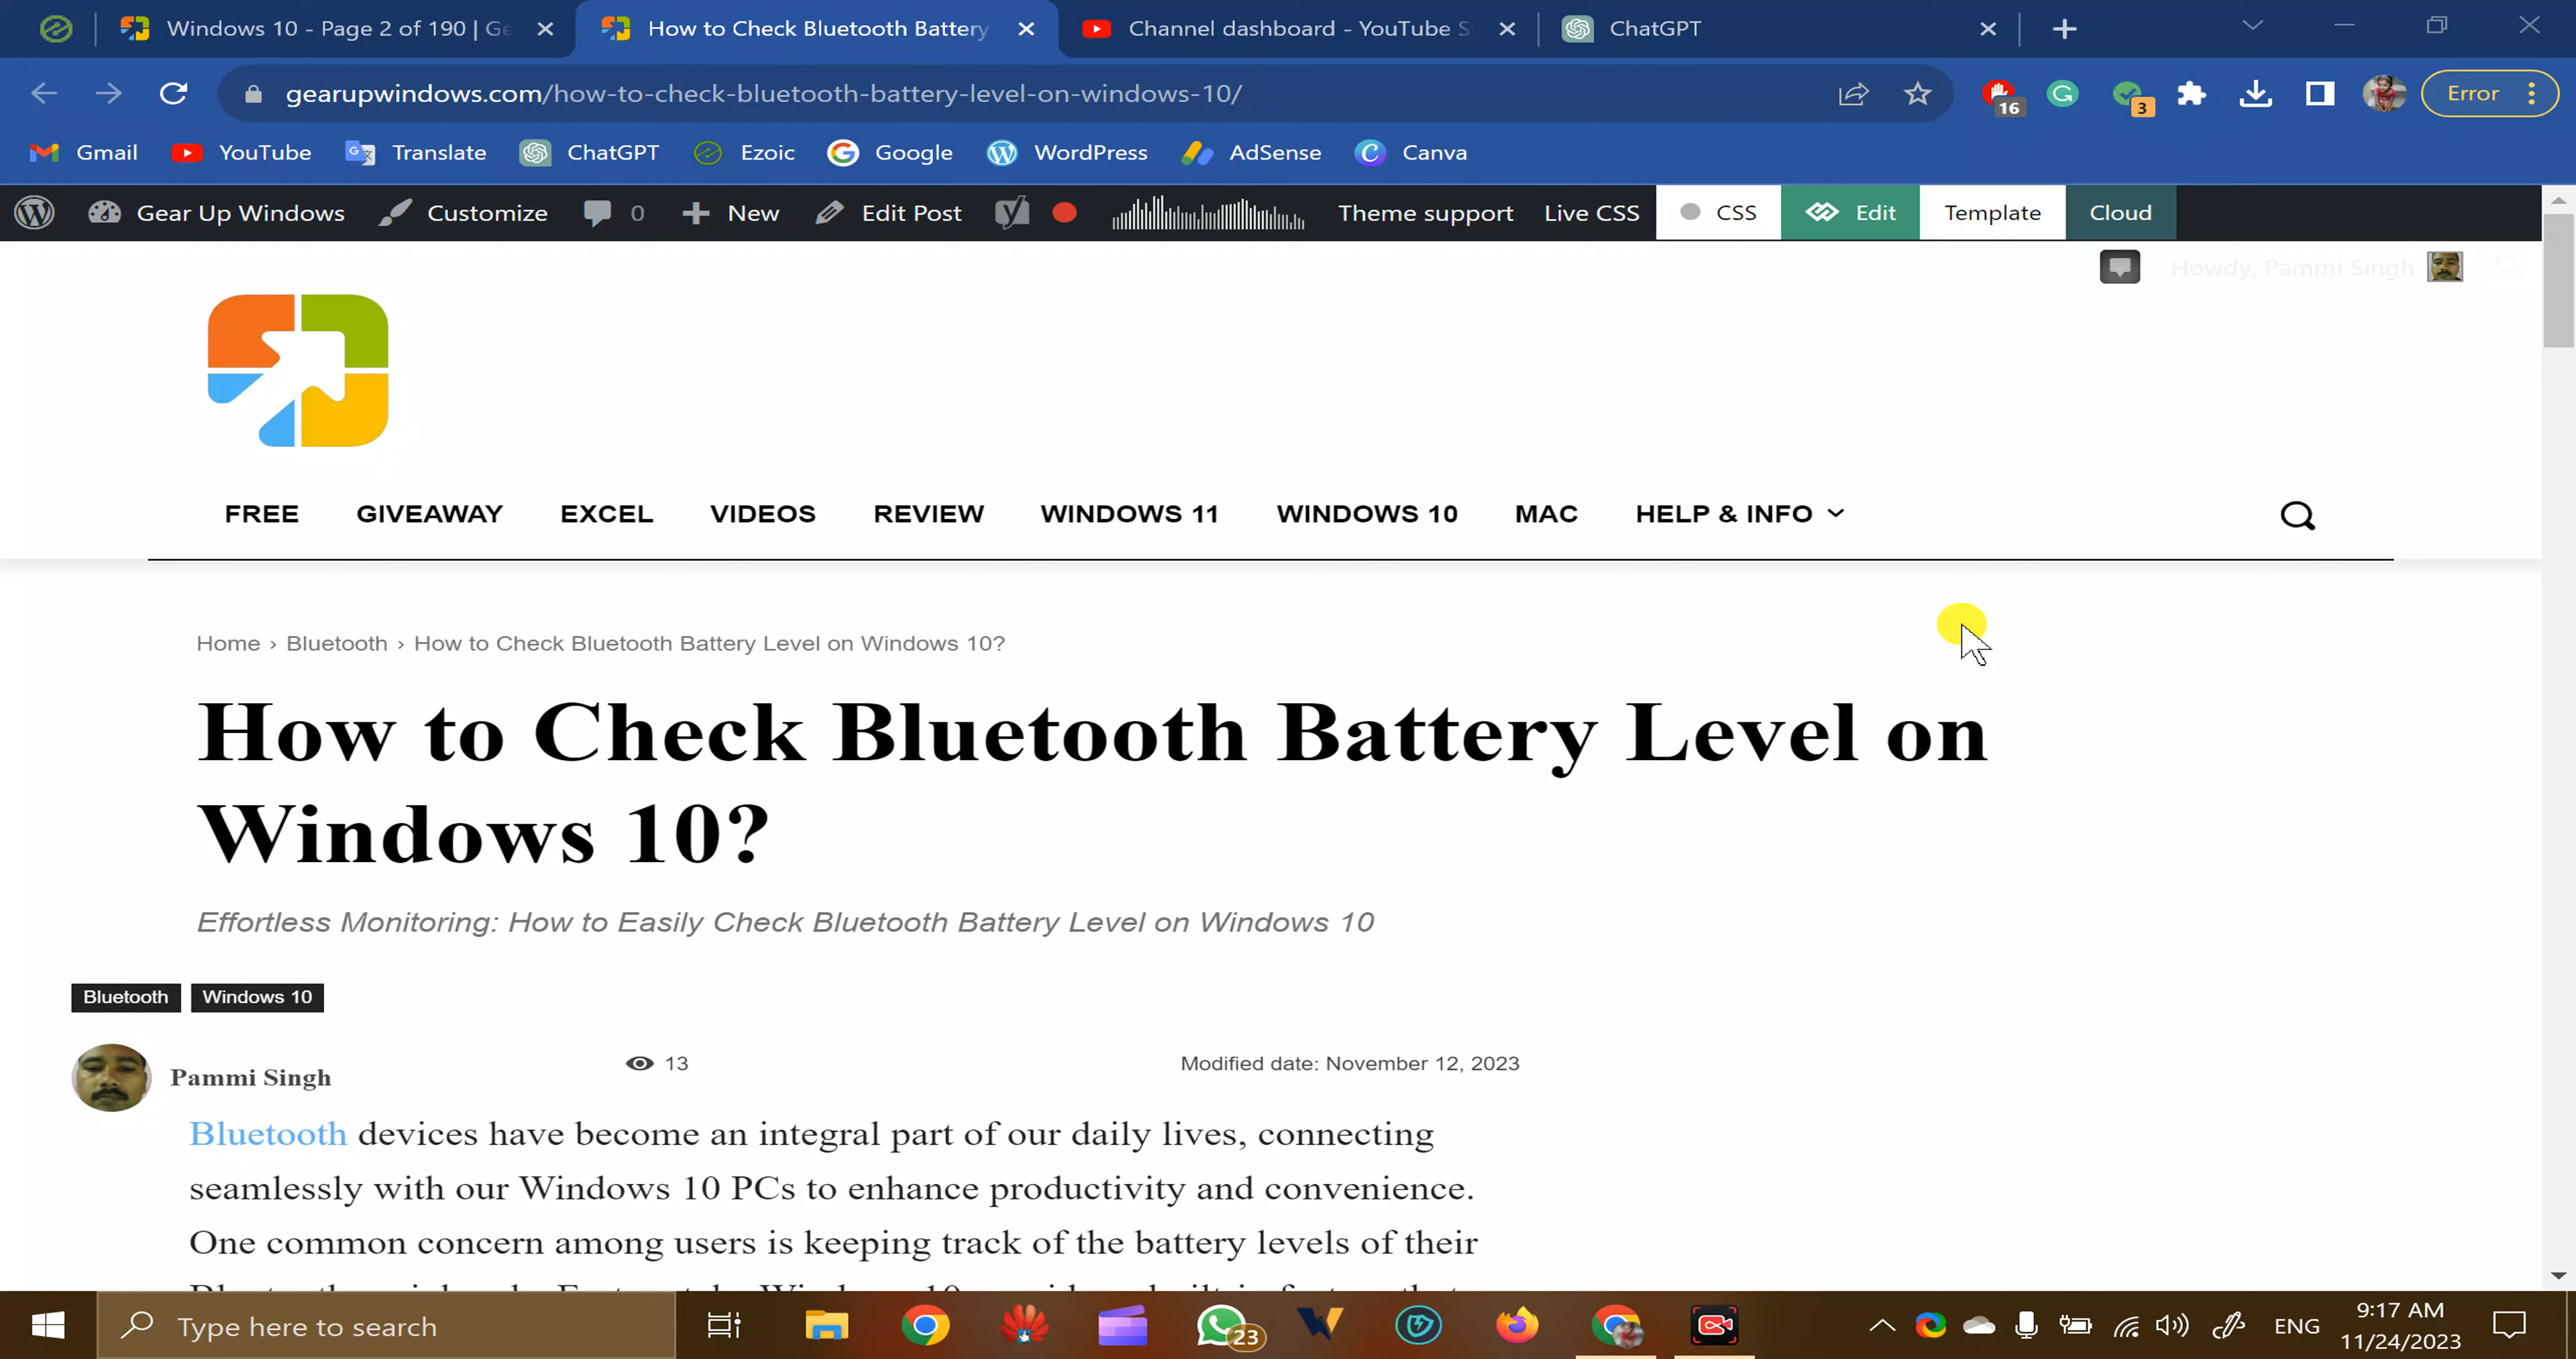 Windows 10 - Page 2 of 190 | Ge
How to Check Bluetooth Battery
Channel dashboard - YouTube S
ChatGPT
gearupwindows.com/how-to-check-bluetooth-battery-level-on-windows-10/
16
3
Error
Gmail YouTube Translate ChatGPT Ezoic Google WordPress AdSense Canva
Gear Up Windows Customize 0 New Edit Post Theme support Live CSS CSS Edit Template Cloud
Howdy, Pammi Singh
FREE GIVEAWAY EXCEL VIDEOS REVIEW WINDOWS 11 WINDOWS 10 MAC HELP & INFO
Home › Bluetooth › How to Check Bluetooth Battery Level on Windows 10?
How to Check Bluetooth Battery Level on
Windows 10?
Effortless Monitoring: How to Easily Check Bluetooth Battery Level on Windows 10
Bluetooth Windows 10
Pammi Singh 13 Modified date: November 12, 2023
Bluetooth devices have become an integral part of our daily lives, connecting
seamlessly with our Windows 10 PCs to enhance productivity and convenience.
One common concern among users is keeping track of the battery levels of their
Type here to search
23
ENG
9:17 AM
11/24/2023